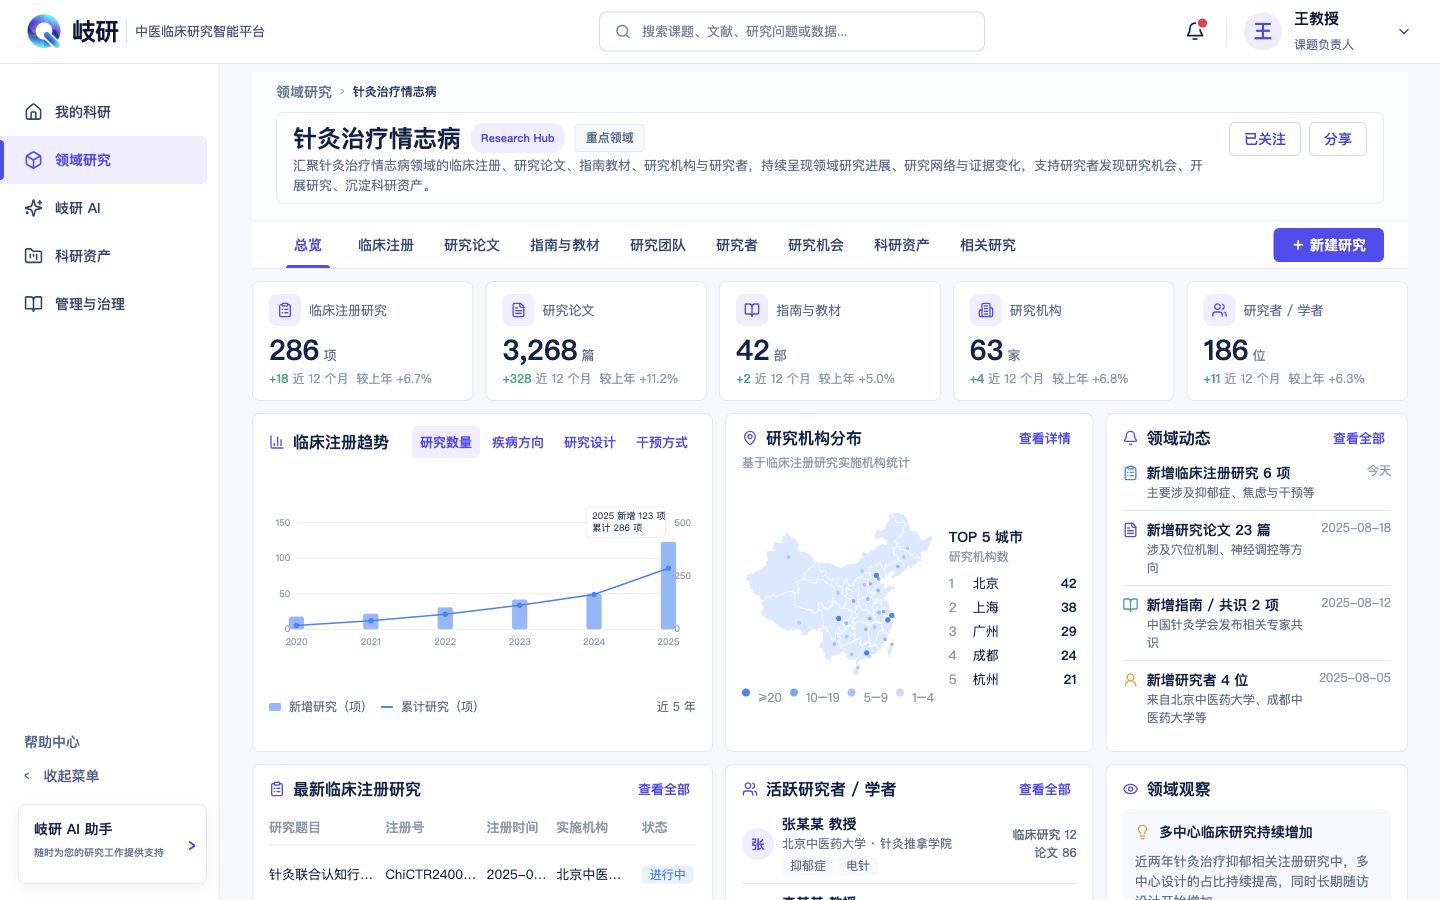 岐研
中医临床研究智能平台
搜索课题、文献、研究问题或数据...
王
王教授
课题负责人
我的科研
领域研究
岐研 AI
科研资产
管理与治理
帮助中心
< 收起菜单
岐研 AI 助手
随时为您的研究工作提供支持
领域研究 › 针灸治疗情志病
针灸治疗情志病 Research Hub 重点领域
汇聚针灸治疗情志病领域的临床注册、研究论文、指南教材、研究机构与研究者，持续呈现领域研究进展、研究网络与证据变化，支持研究者发现研究机会、开
展研究、沉淀科研资产。
已关注 分享
总览 临床注册 研究论文 指南与教材 研究团队 研究者 研究机会 科研资产 相关研究
+ 新建研究
临床注册研究
286 项
+18 近 12 个月 较上年 +6.7%
研究论文
3,268 篇
+328 近 12 个月 较上年 +11.2%
指南与教材
42 部
+2 近 12 个月 较上年 +5.0%
研究机构
63 家
+4 近 12 个月 较上年 +6.8%
研究者 / 学者
186 位
+11 近 12 个月 较上年 +6.3%
临床注册趋势 研究数量 疾病方向 研究设计 干预方式
2025 新增 123 项
累计 286 项
150 500
100
250
50
0 0
2020 2021 2022 2023 2024 2025
新增研究（项） 累计研究（项） 近 5 年
研究机构分布 查看详情
基于临床注册研究实施机构统计
TOP 5 城市
研究机构数
1 北京 42
2 上海 38
3 广州 29
4 成都 24
5 杭州 21
≥20 10—19 5—9 1—4
领域动态 查看全部
新增临床注册研究 6 项 今天
主要涉及抑郁症、焦虑与干预等
新增研究论文 23 篇 2025-08-18
涉及穴位机制、神经调控等方
向
新增指南 / 共识 2 项 2025-08-12
中国针灸学会发布相关专家共
识
新增研究者 4 位 2025-08-05
来自北京中医药大学、成都中
医药大学等
最新临床注册研究 查看全部
研究题目 注册号 注册时间 实施机构 状态
针灸联合认知行... ChiCTR2400... 2025-0... 北京中医... 进行中
活跃研究者 / 学者 查看全部
张
张某某 教授
北京中医药大学 · 针灸推拿学院
抑郁症 电针
临床研究 12
论文 86
领域观察
多中心临床研究持续增加
近两年针灸治疗抑郁相关注册研究中，多
中心设计的占比持续提高，同时长期随访